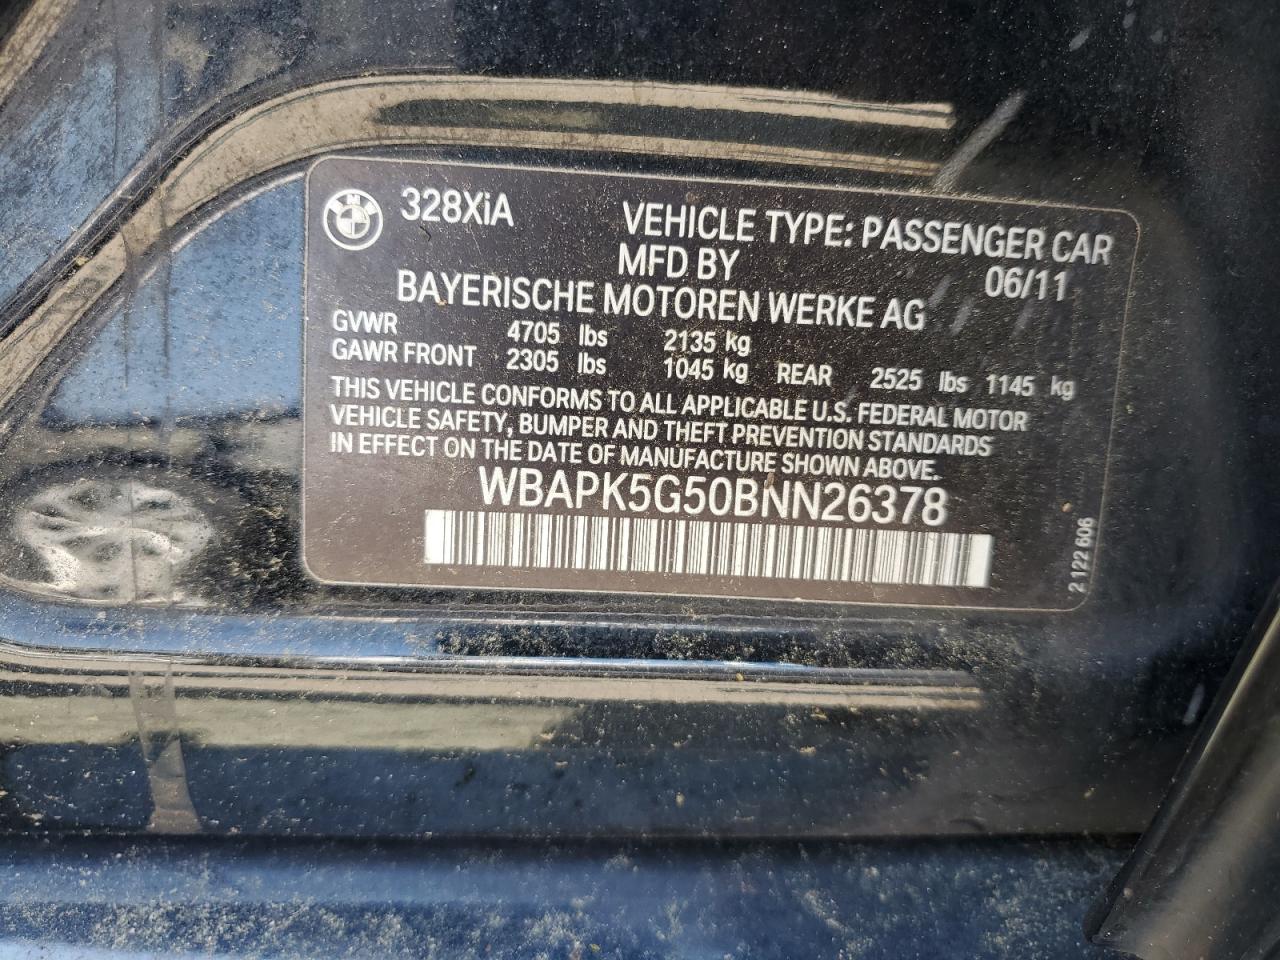 BMW 328XiA VEHICLE TYPE: PASSENGER CAR
MFD BY 06/11
BAYERISCHE MOTOREN WERKE AG
GVWR 4705 lbs 2135 kg
GAWR FRONT 2305 lbs 1045 kg REAR 2525 lbs 1145 kg
THIS VEHICLE CONFORMS TO ALL APPLICABLE U.S. FEDERAL MOTOR
VEHICLE SAFETY, BUMPER AND THEFT PREVENTION STANDARDS
IN EFFECT ON THE DATE OF MANUFACTURE SHOWN ABOVE.
WBAPK5G50BNN26378
2 122 606